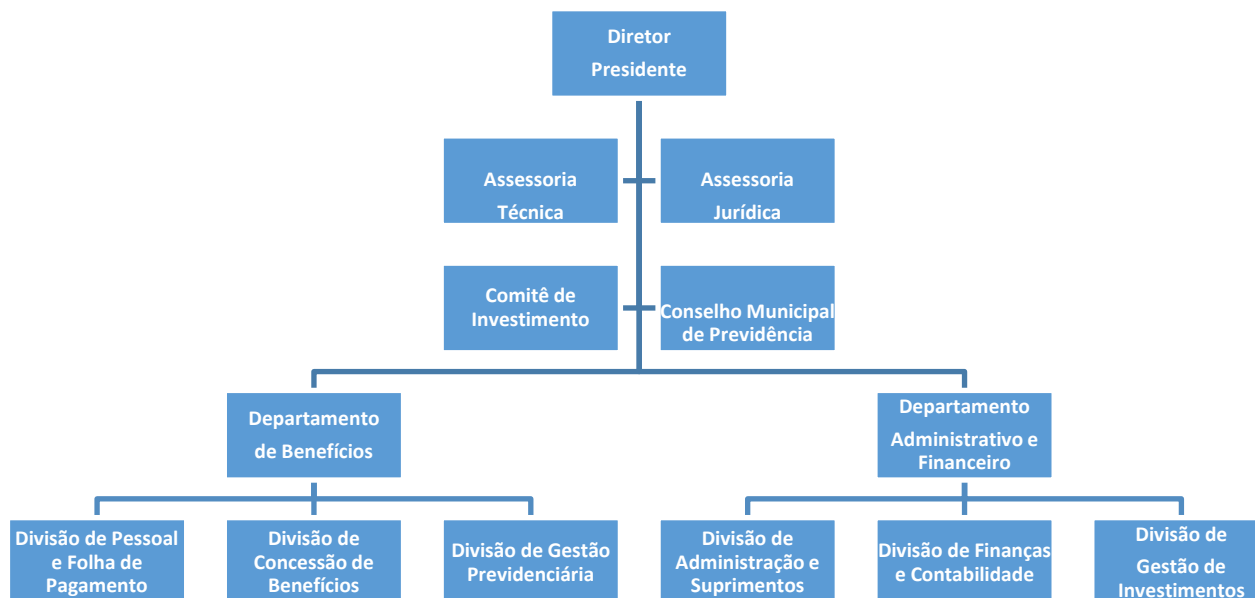 Diretor
Presidente
Assessoria
Técnica
Assessoria
Jurídica
Comitê de
Investimento
Conselho Municipal
de Previdência
Departamento
de Benefícios
Departamento
Administrativo e
Financeiro
Divisão de Pessoal
e Folha de
Pagamento
Divisão de
Concessão de
Benefícios
Divisão de Gestão
Previdenciária
Divisão de
Administração e
Suprimentos
Divisão de Finanças
e Contabilidade
Divisão de
Gestão de
Investimentos